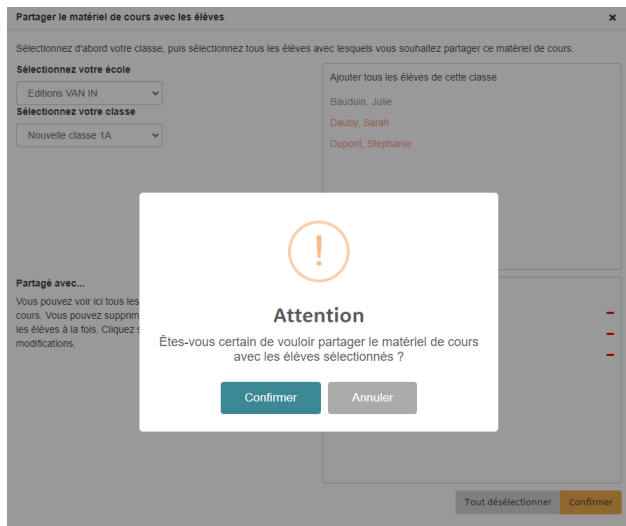 Partager le matériel de cours avec les élèves
×
Sélectionnez d'abord votre classe, puis sélectionnez tous les élèves avec lesquels vous souhaitez partager ce matériel de cours.
Sélectionnez votre école
Editions VAN IN
Sélectionnez votre classe
Nouvelle classe 1A
Ajouter tous les élèves de cette classe
Bauduin, Julie
Dauby, Sarah
Dupont, Stephanie
!
Attention
Êtes-vous certain de vouloir partager le matériel de cours
avec les élèves sélectionnés ?
Confirmer
Annuler
Partagé avec...
Vous pouvez voir ici tous les
cours. Vous pouvez supprim
les élèves à la fois. Cliquez s
modifications.
Tout désélectionner
Confirmer